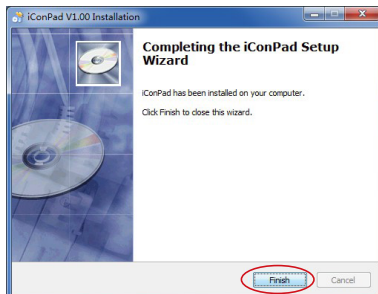 iConPad V1.00 Installation
Completing the iConPad Setup
Wizard
iConPad has been installed on your computer.
Click Finish to close this wizard.
Finish
Cancel